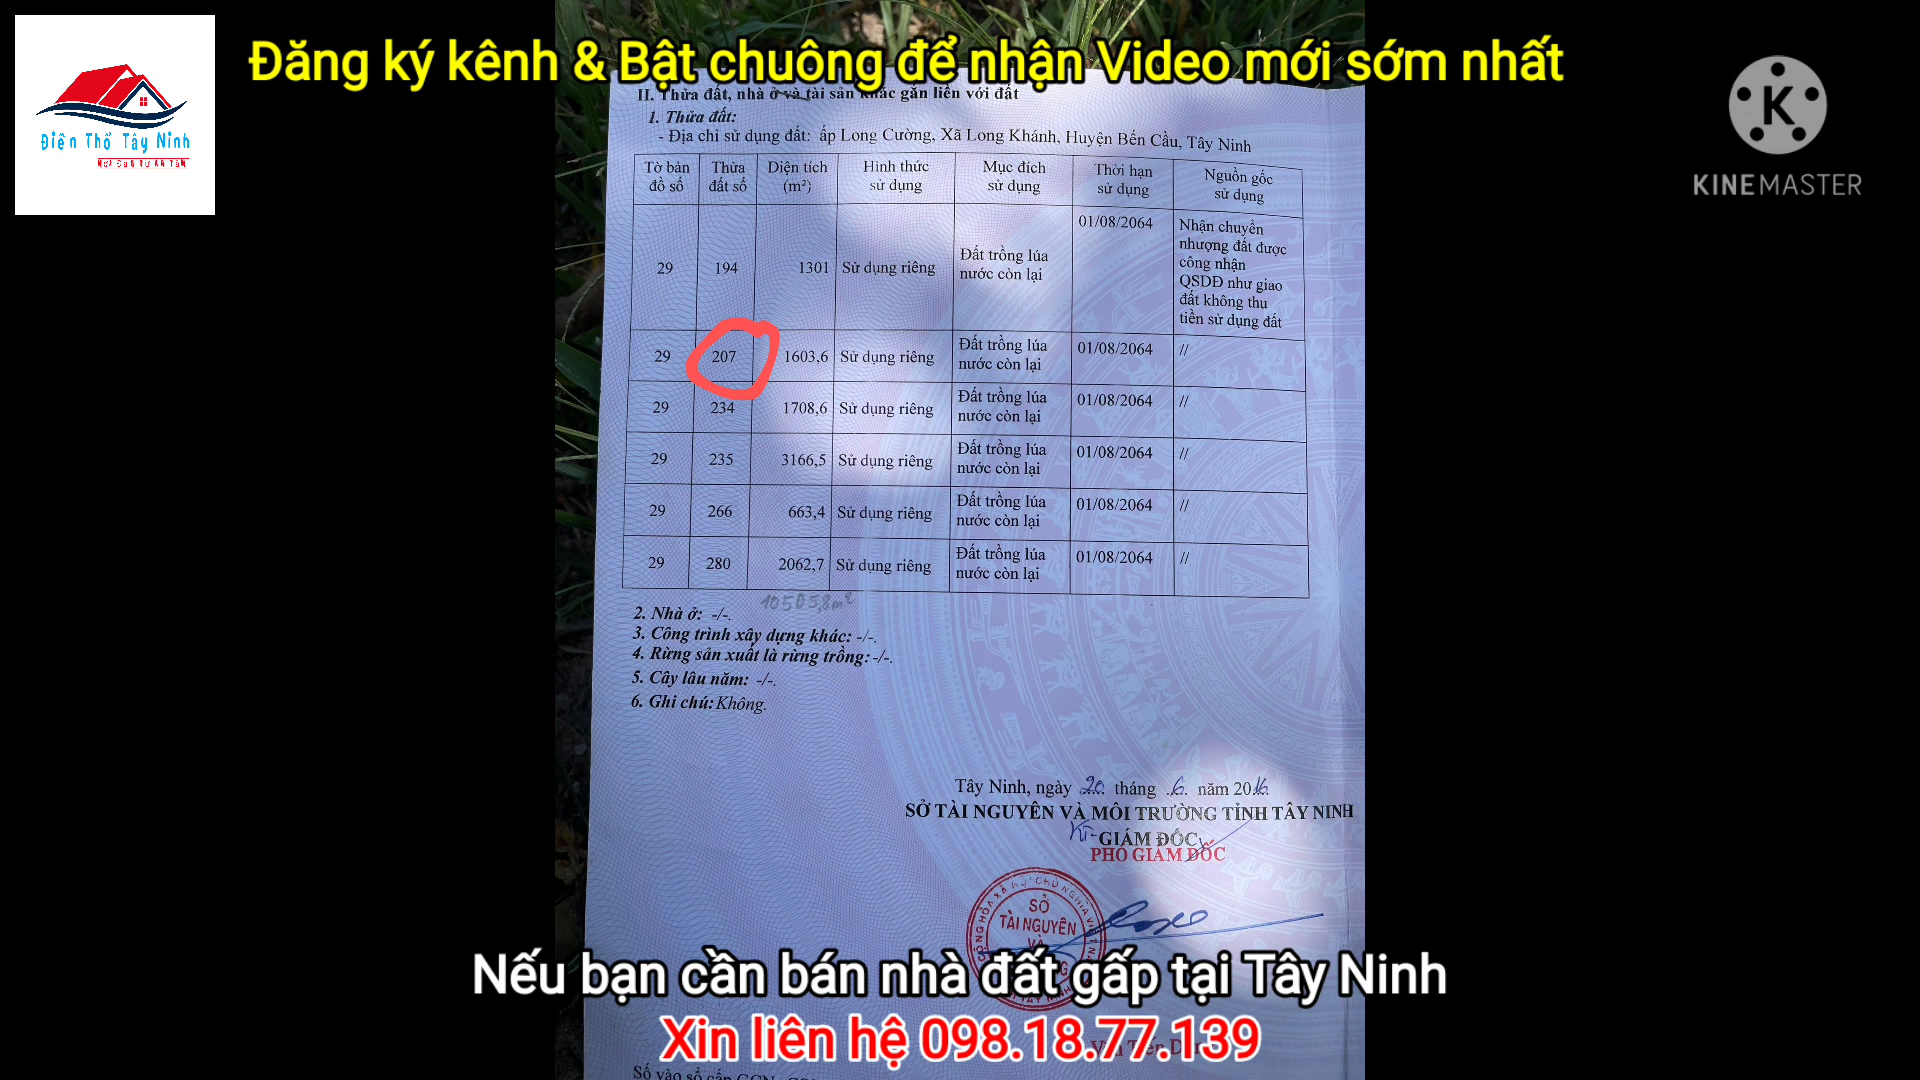 Đăng ký kênh & Bật chuông để nhận Video mới sớm nhất
Điền Thổ Tây Ninh
K
KINEMASTER
II. Thửa đất, nhà ở và tài sản khác gắn liền với đất
1. Thửa đất:
- Địa chỉ sử dụng đất: ấp Long Cường, Xã Long Khánh, Huyện Bến Cầu, Tây Ninh
Tờ bản đồ số Thửa đất số Diện tích (m²) Hình thức sử dụng Mục đích sử dụng Thời hạn sử dụng Nguồn gốc sử dụng
29 194 1301 Sử dụng riêng Đất trồng lúa nước còn lại 01/08/2064 Nhận chuyển nhượng đất được công nhận QSDĐ như giao đất không thu tiền sử dụng đất
29 207 1603,6 Sử dụng riêng Đất trồng lúa nước còn lại 01/08/2064 //
29 234 1708,6 Sử dụng riêng Đất trồng lúa nước còn lại 01/08/2064 //
29 235 3166,5 Sử dụng riêng Đất trồng lúa nước còn lại 01/08/2064 //
29 266 663,4 Sử dụng riêng Đất trồng lúa nước còn lại 01/08/2064 //
29 280 2062,7 Sử dụng riêng Đất trồng lúa nước còn lại 01/08/2064 //
10505,8m²
2. Nhà ở: -/-.
3. Công trình xây dựng khác: -/-.
4. Rừng sản xuất là rừng trồng: -/-.
5. Cây lâu năm: -/-.
6. Ghi chú: Không.
Tây Ninh, ngày 20 tháng 6 năm 2016
SỞ TÀI NGUYÊN VÀ MÔI TRƯỜNG TỈNH TÂY NINH
KT- GIÁM ĐỐC
PHÓ GIÁM ĐỐC
SỞ
TÀI NGUYÊN
VÀ
Nếu bạn cần bán nhà đất gấp tại Tây Ninh
Xin liên hệ 098.18.77.139
Số vào sổ cấp GCN